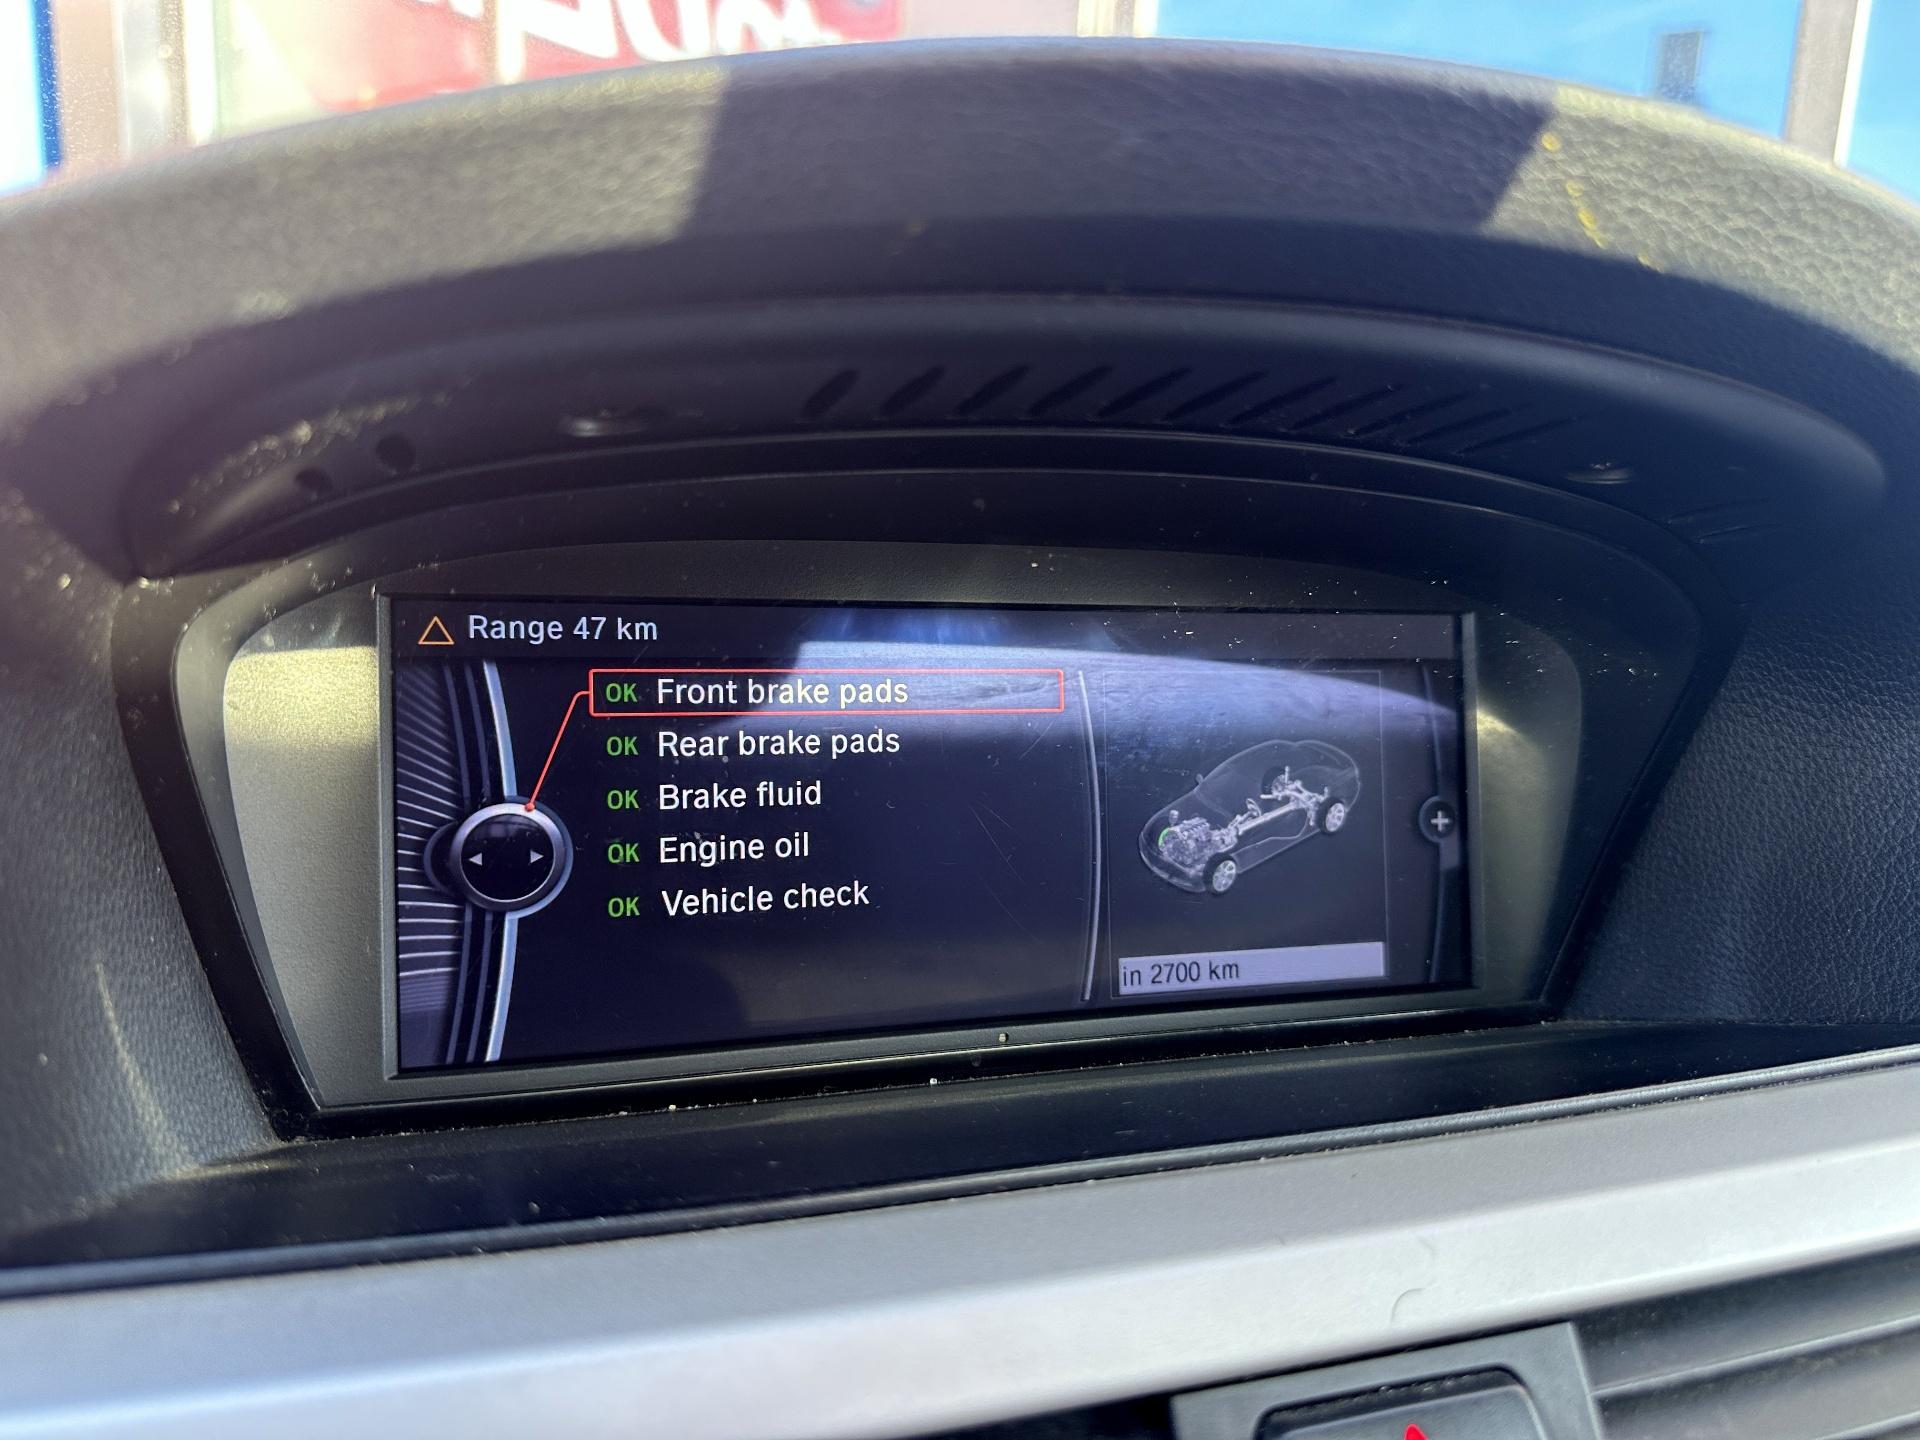 Range 47 km
OK Front brake pads
OK Rear brake pads
OK Brake fluid
OK Engine oil
OK Vehicle check
in 2700 km